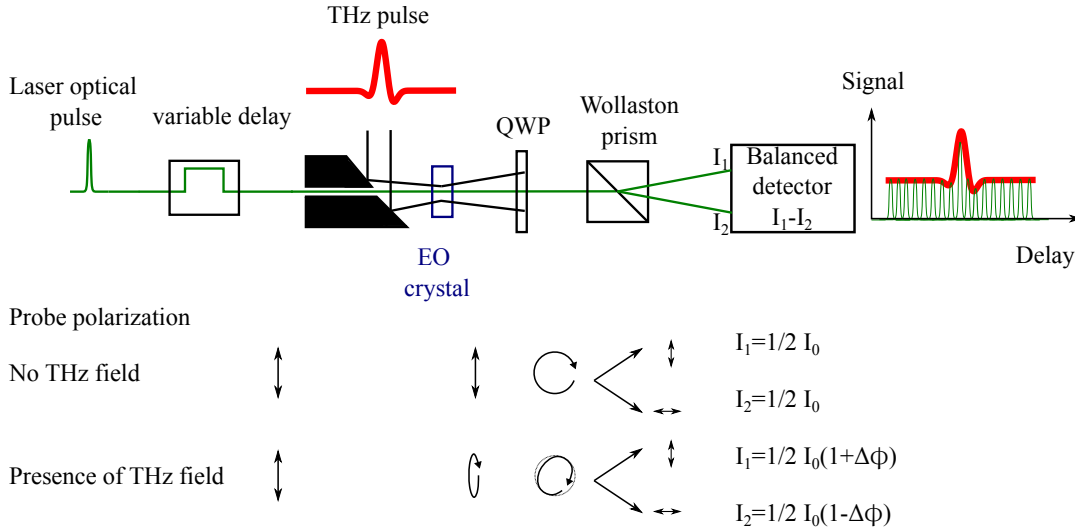 THz pulse
Laser optical
pulse
variable delay
QWP
Wollaston
prism
I₁
I₂
Balanced
detector
I₁-I₂
Signal
Delay
EO
crystal
Probe polarization
No THz field
I₁=1/2 I₀
I₂=1/2 I₀
Presence of THz field
I₁=1/2 I₀(1+Δϕ)
I₂=1/2 I₀(1-Δϕ)